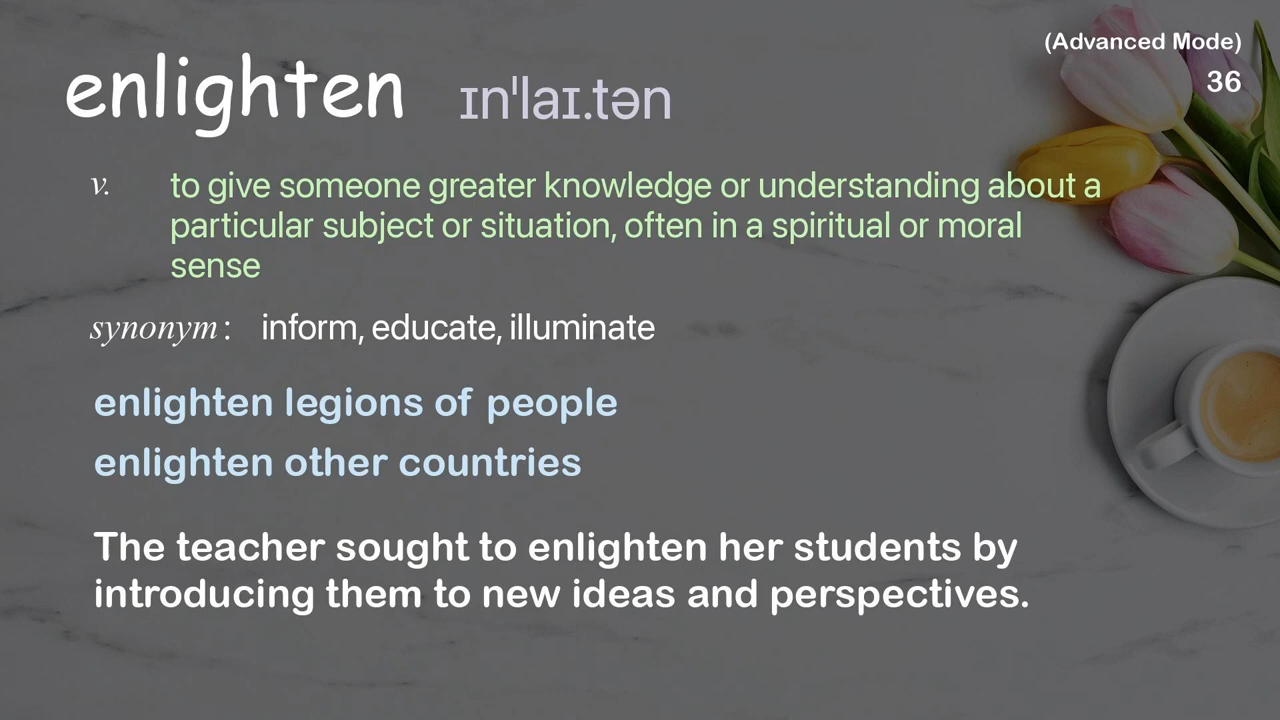 (Advanced Mode)
36
enlighten ɪnˈlaɪ.tən
v. to give someone greater knowledge or understanding about a
particular subject or situation, often in a spiritual or moral
sense
synonym: inform, educate, illuminate
enlighten legions of people
enlighten other countries
The teacher sought to enlighten her students by
introducing them to new ideas and perspectives.